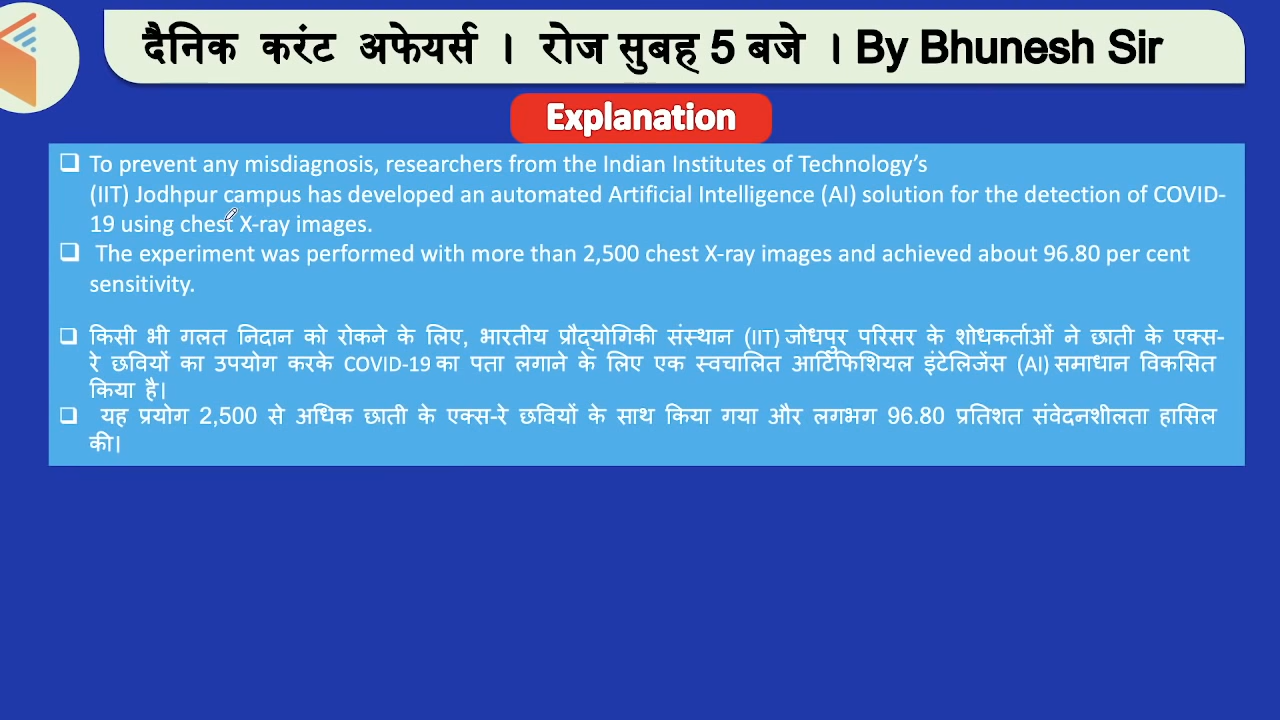 दैनिक करंट अफेयर्स । रोज सुबह 5 बजे । By Bhunesh Sir
Explanation
❑ To prevent any misdiagnosis, researchers from the Indian Institutes of Technology’s
(IIT) Jodhpur campus has developed an automated Artificial Intelligence (AI) solution for the detection of COVID-
19 using chest X-ray images.
❑ The experiment was performed with more than 2,500 chest X-ray images and achieved about 96.80 per cent
sensitivity.
❑ किसी भी गलत निदान को रोकने के लिए, भारतीय प्रौद्योगिकी संस्थान (IIT) जोधपुर परिसर के शोधकर्ताओं ने छाती के एक्स-
रे छवियों का उपयोग करके COVID-19 का पता लगाने के लिए एक स्वचालित आर्टिफिशियल इंटेलिजेंस (AI) समाधान विकसित
किया है।
❑ यह प्रयोग 2,500 से अधिक छाती के एक्स-रे छवियों के साथ किया गया और लगभग 96.80 प्रतिशत संवेदनशीलता हासिल
की।